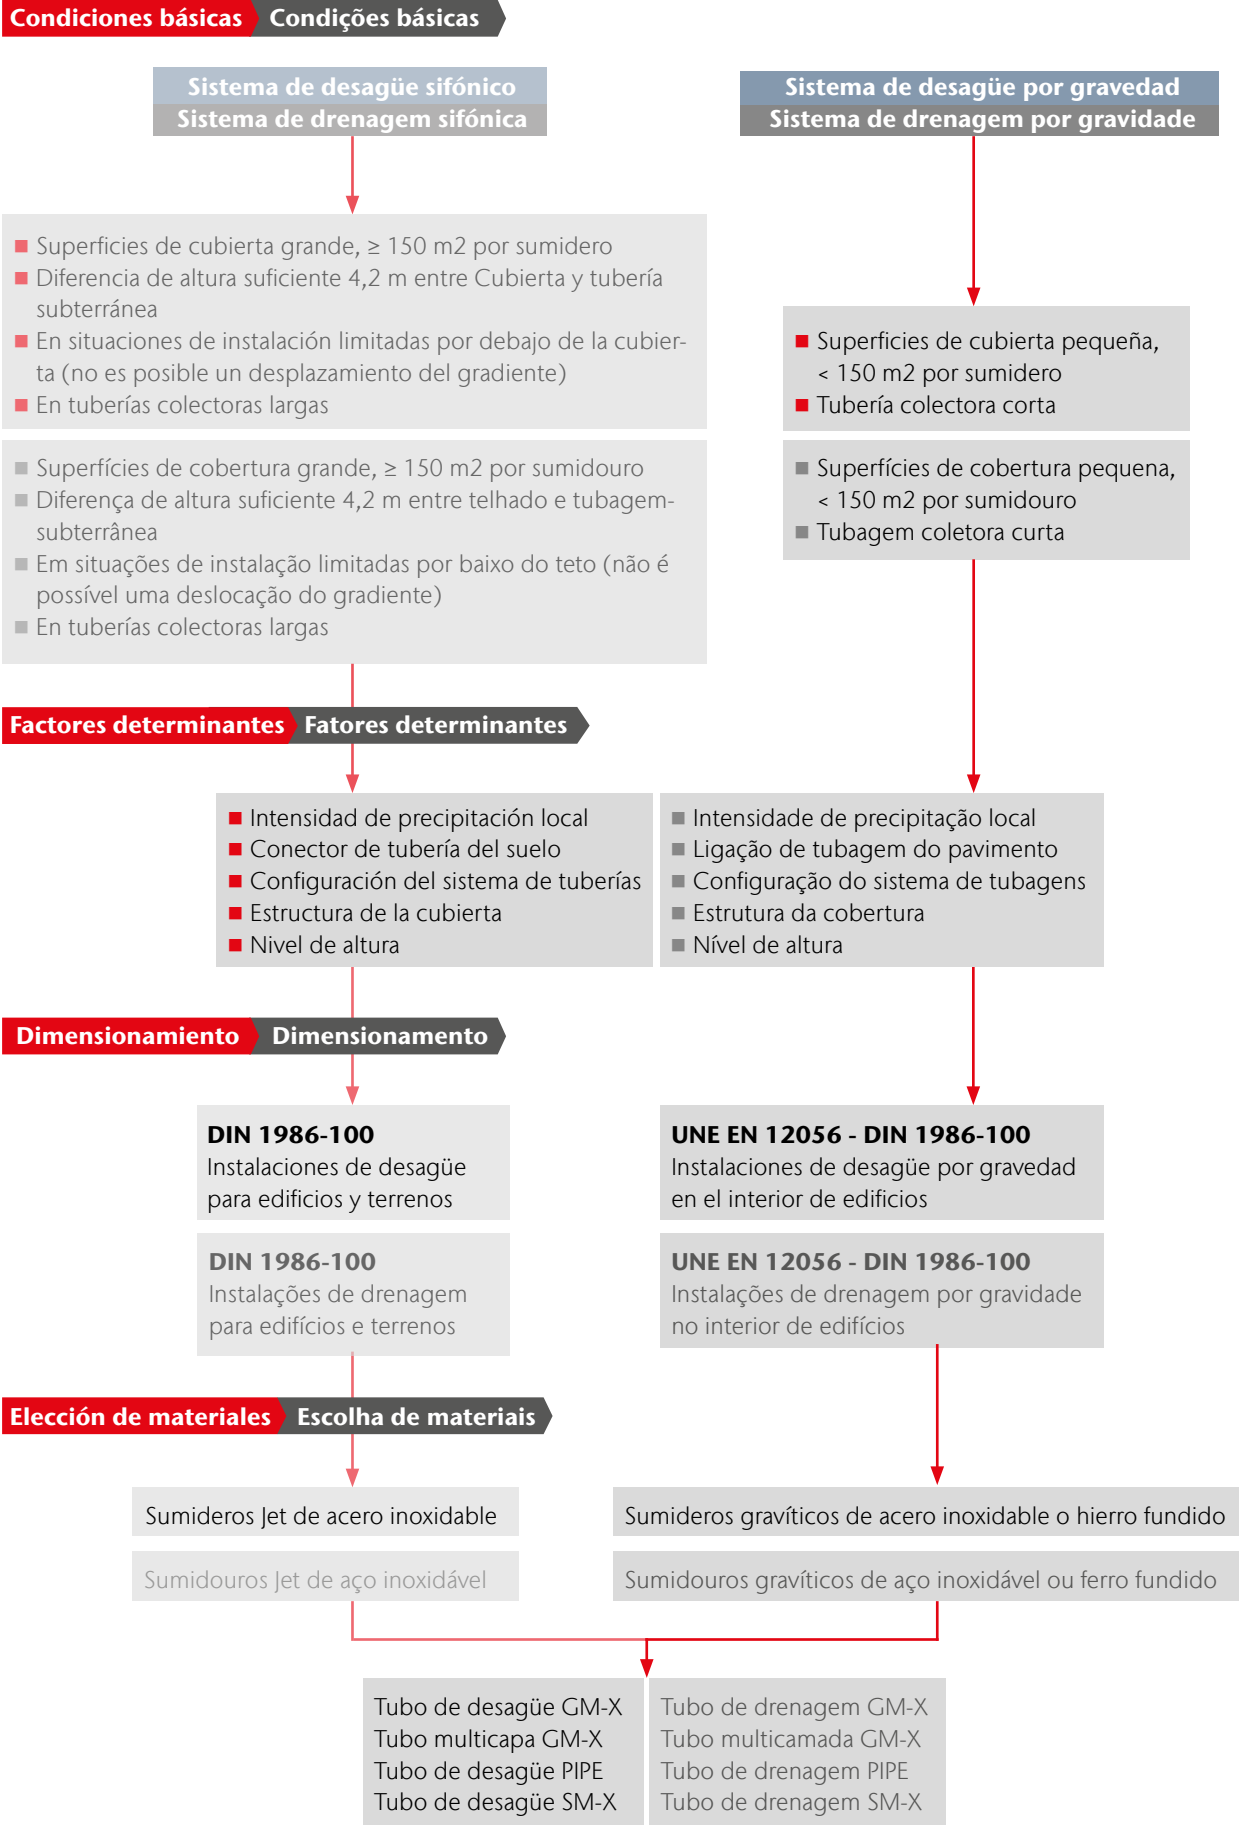 Condiciones básicas Condições básicas
Sistema de desagüe sifónico
Sistema de drenagem sifónica
Sistema de desagüe por gravedad
Sistema de drenagem por gravidade
Superficies de cubierta grande, ≥ 150 m2 por sumidero
Diferencia de altura suficiente 4,2 m entre Cubierta y tubería
subterránea
En situaciones de instalación limitadas por debajo de la cubier-
ta (no es posible un desplazamiento del gradiente)
En tuberías colectoras largas
Superfícies de cobertura grande, ≥ 150 m2 por sumidouro
Diferença de altura suficiente 4,2 m entre telhado e tubagem-
subterrânea
Em situações de instalação limitadas por baixo do teto (não é
possível uma deslocação do gradiente)
En tuberías colectoras largas
Superficies de cubierta pequeña,
< 150 m2 por sumidero
Tubería colectora corta
Superfícies de cobertura pequena,
< 150 m2 por sumidouro
Tubagem coletora curta
Factores determinantes Fatores determinantes
Intensidad de precipitación local
Conector de tubería del suelo
Configuración del sistema de tuberías
Estructura de la cubierta
Nivel de altura
Intensidade de precipitação local
Ligação de tubagem do pavimento
Configuração do sistema de tubagens
Estrutura da cobertura
Nível de altura
Dimensionamiento Dimensionamento
DIN 1986-100
Instalaciones de desagüe
para edificios y terrenos
DIN 1986-100
Instalações de drenagem
para edifícios e terrenos
UNE EN 12056 - DIN 1986-100
Instalaciones de desagüe por gravedad
en el interior de edificios
UNE EN 12056 - DIN 1986-100
Instalações de drenagem por gravidade
no interior de edifícios
Elección de materiales Escolha de materiais
Sumideros Jet de acero inoxidable
Sumidouros Jet de aço inoxidável
Sumideros gravíticos de acero inoxidable o hierro fundido
Sumidouros gravíticos de aço inoxidável ou ferro fundido
Tubo de desagüe GM-X
Tubo multicapa GM-X
Tubo de desagüe PIPE
Tubo de desagüe SM-X
Tubo de drenagem GM-X
Tubo multicamada GM-X
Tubo de drenagem PIPE
Tubo de drenagem SM-X